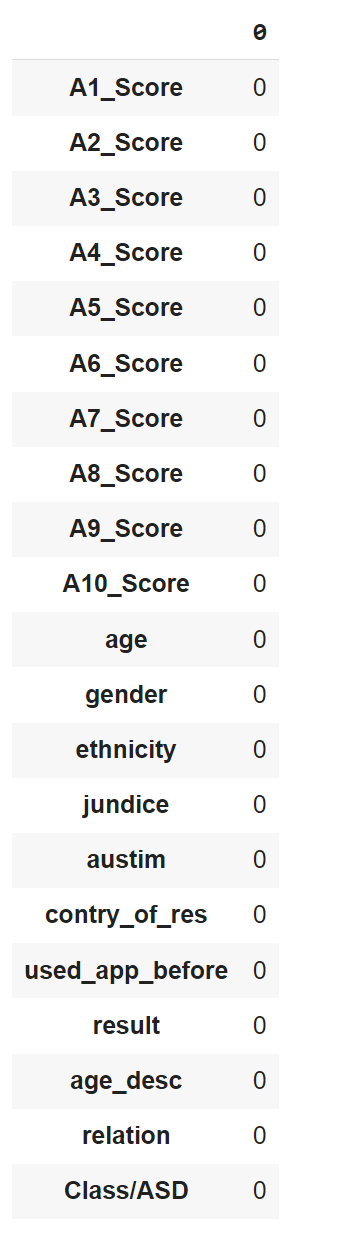 0
A1_Score 0
A2_Score 0
A3_Score 0
A4_Score 0
A5_Score 0
A6_Score 0
A7_Score 0
A8_Score 0
A9_Score 0
A10_Score 0
age 0
gender 0
ethnicity 0
jundice 0
austim 0
contry_of_res 0
used_app_before 0
result 0
age_desc 0
relation 0
Class/ASD 0